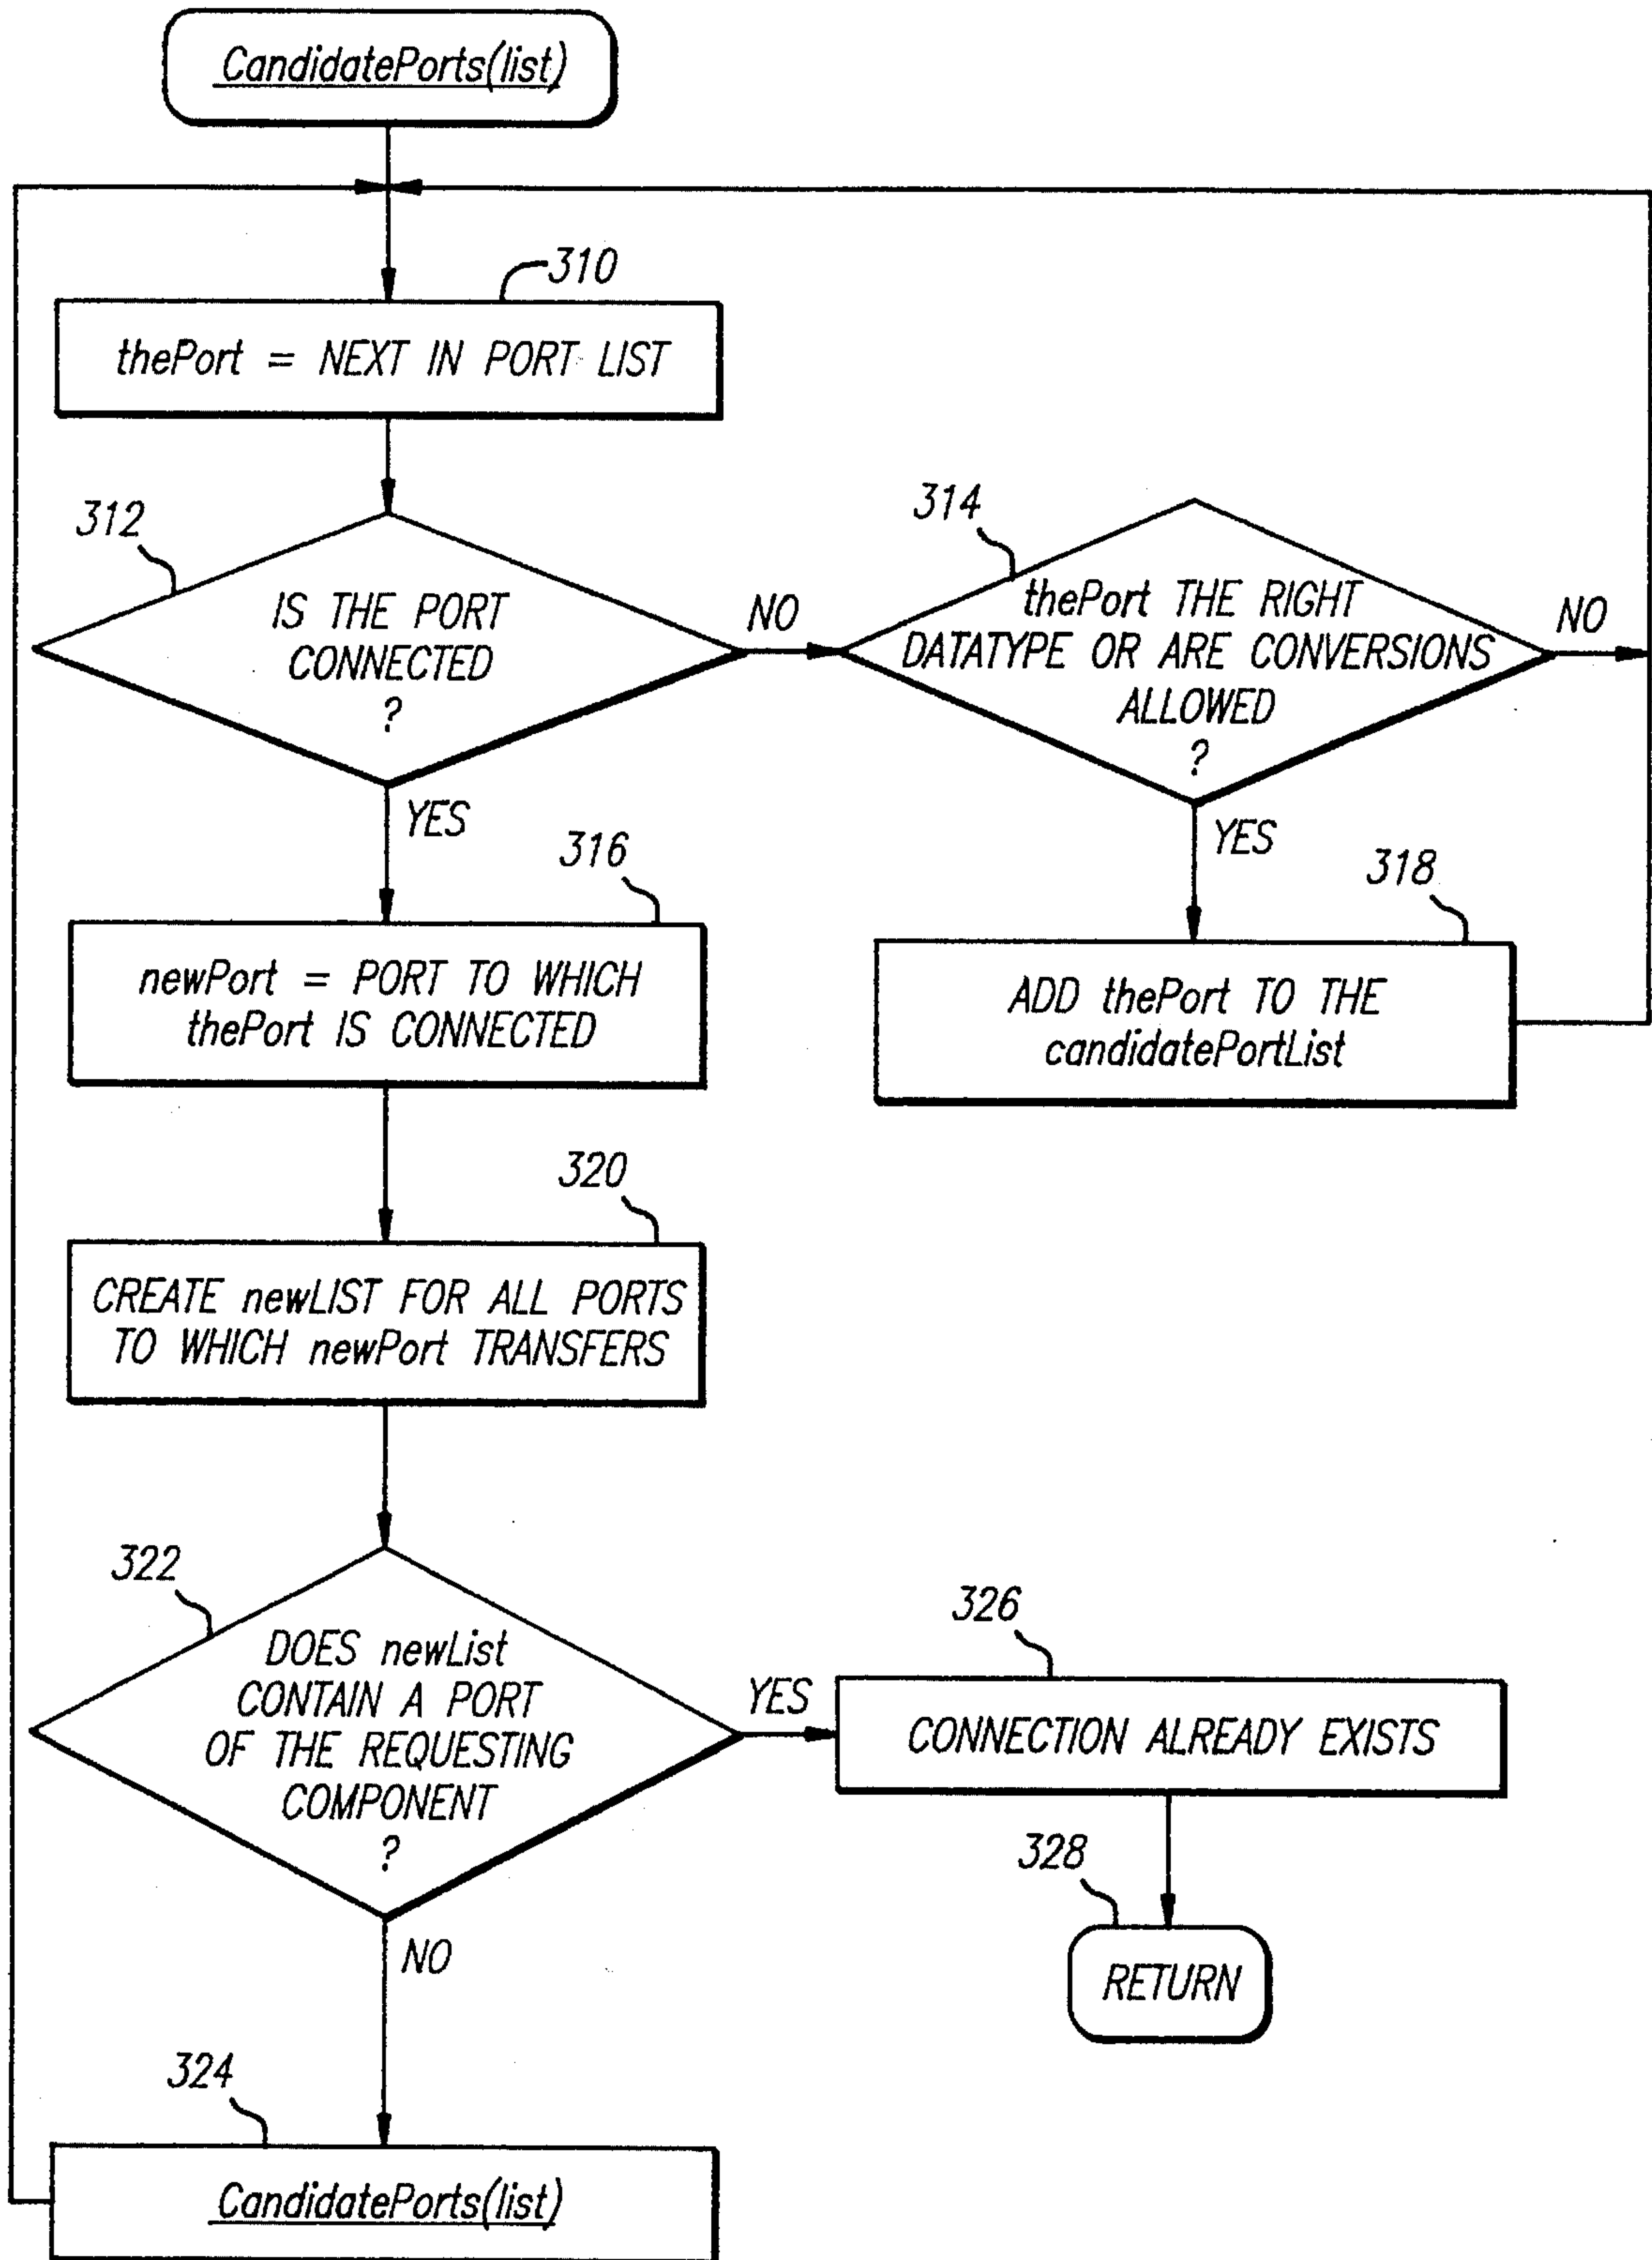 CandidatePorts(list)
310
thePort = NEXT IN PORT LIST
312
IS THE PORT
CONNECTED
?
NO
YES
314
thePort THE RIGHT
DATATYPE OR ARE CONVERSIONS
ALLOWED
?
NO
YES
316
newPort = PORT TO WHICH
thePort IS CONNECTED
318
ADD thePort TO THE
candidatePortList
320
CREATE newLIST FOR ALL PORTS
TO WHICH newPort TRANSFERS
322
DOES newList
CONTAIN A PORT
OF THE REQUESTING
COMPONENT
?
YES
NO
326
CONNECTION ALREADY EXISTS
328
RETURN
324
CandidatePorts(list)